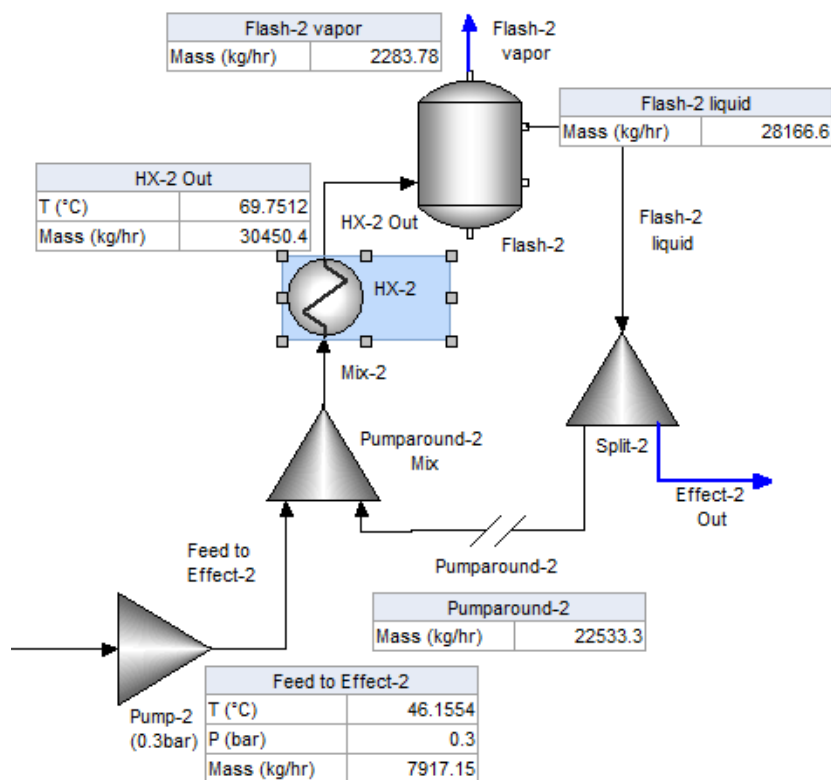 Flash-2 vapor
Mass (kg/hr) 2283.78
Flash-2
vapor
Flash-2 liquid
Mass (kg/hr) 28166.6
HX-2 Out
T (°C) 69.7512
Mass (kg/hr) 30450.4
HX-2 Out
Flash-2
Flash-2
liquid
HX-2
Mix-2
Pumparound-2
Mix
Split-2
Effect-2
Out
Feed to
Effect-2
Pumparound-2
Pumparound-2
Mass (kg/hr) 22533.3
Feed to Effect-2
T (°C) 46.1554
P (bar) 0.3
Mass (kg/hr) 7917.15
Pump-2
(0.3bar)